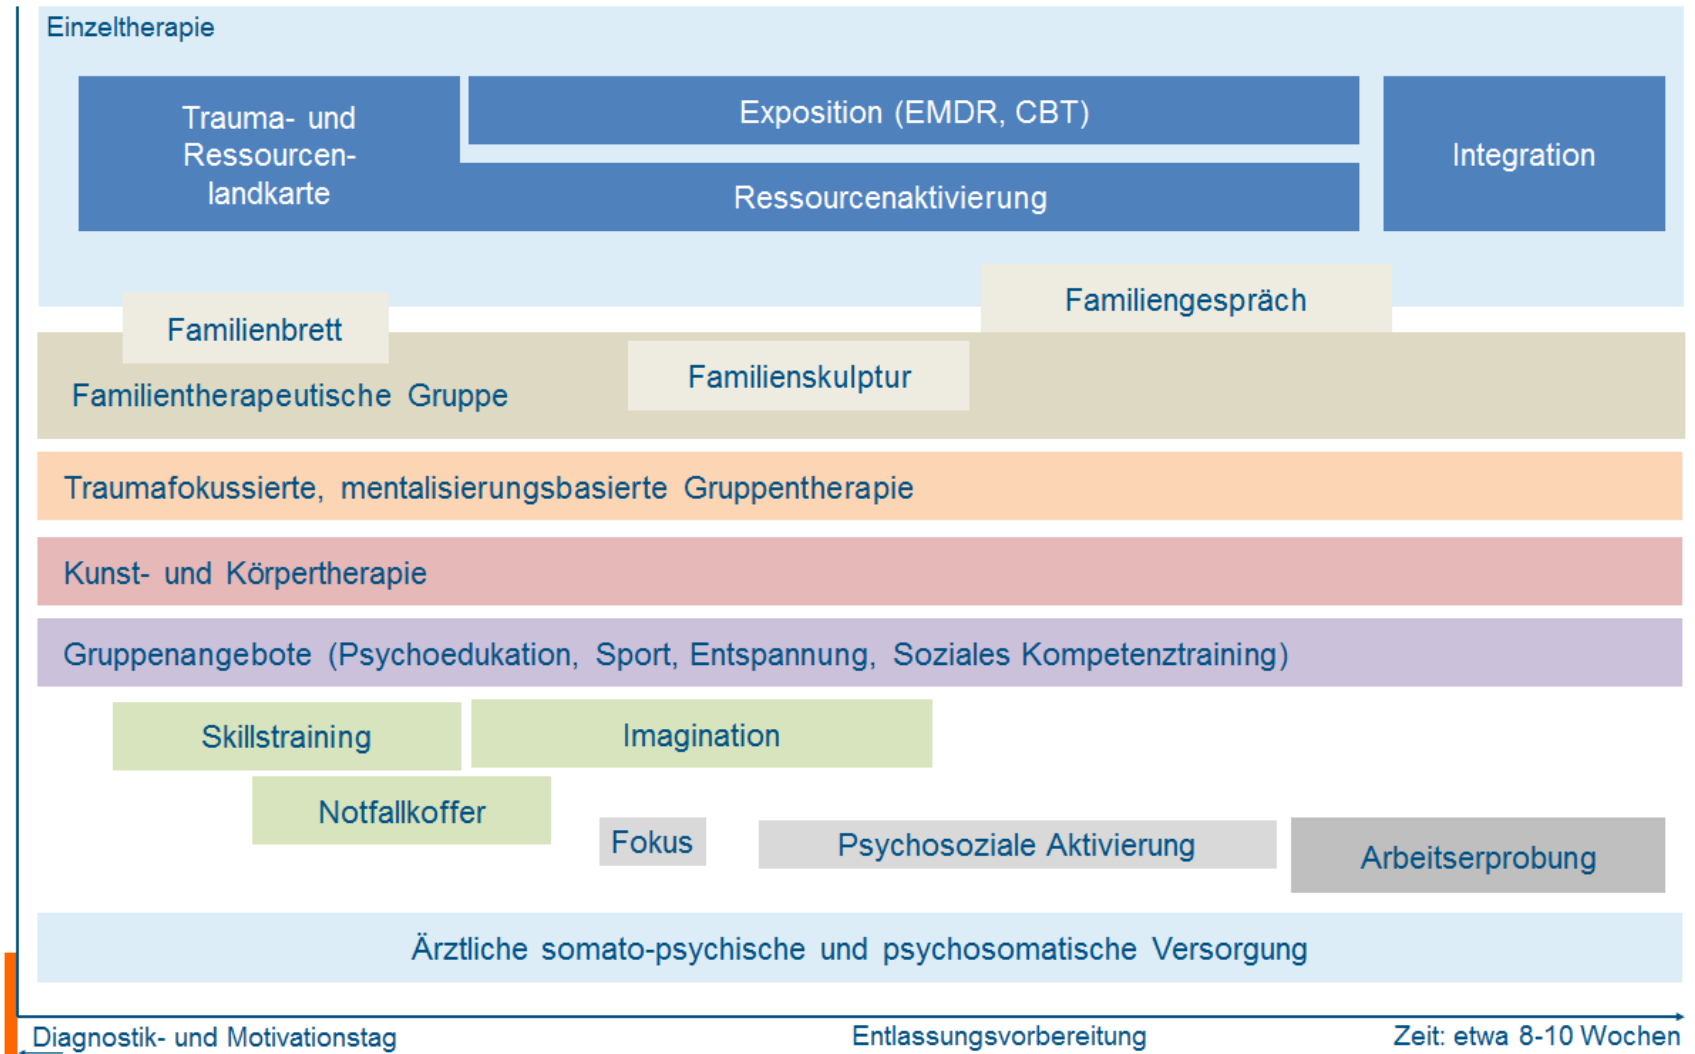 Einzeltherapie
Trauma- und
Ressourcen-
landkarte
Exposition (EMDR, CBT)
Ressourcenaktivierung
Integration
Familiengespräch
Familienbrett
Familienskulptur
Familientherapeutische Gruppe
Traumafokussierte, mentalisierungsbasierte Gruppentherapie
Kunst- und Körpertherapie
Gruppenangebote (Psychoedukation, Sport, Entspannung, Soziales Kompetenztraining)
Skillstraining
Imagination
Notfallkoffer
Fokus
Psychosoziale Aktivierung
Arbeitserprobung
Ärztliche somato-psychische und psychosomatische Versorgung
Diagnostik- und Motivationstag
Entlassungsvorbereitung
Zeit: etwa 8-10 Wochen